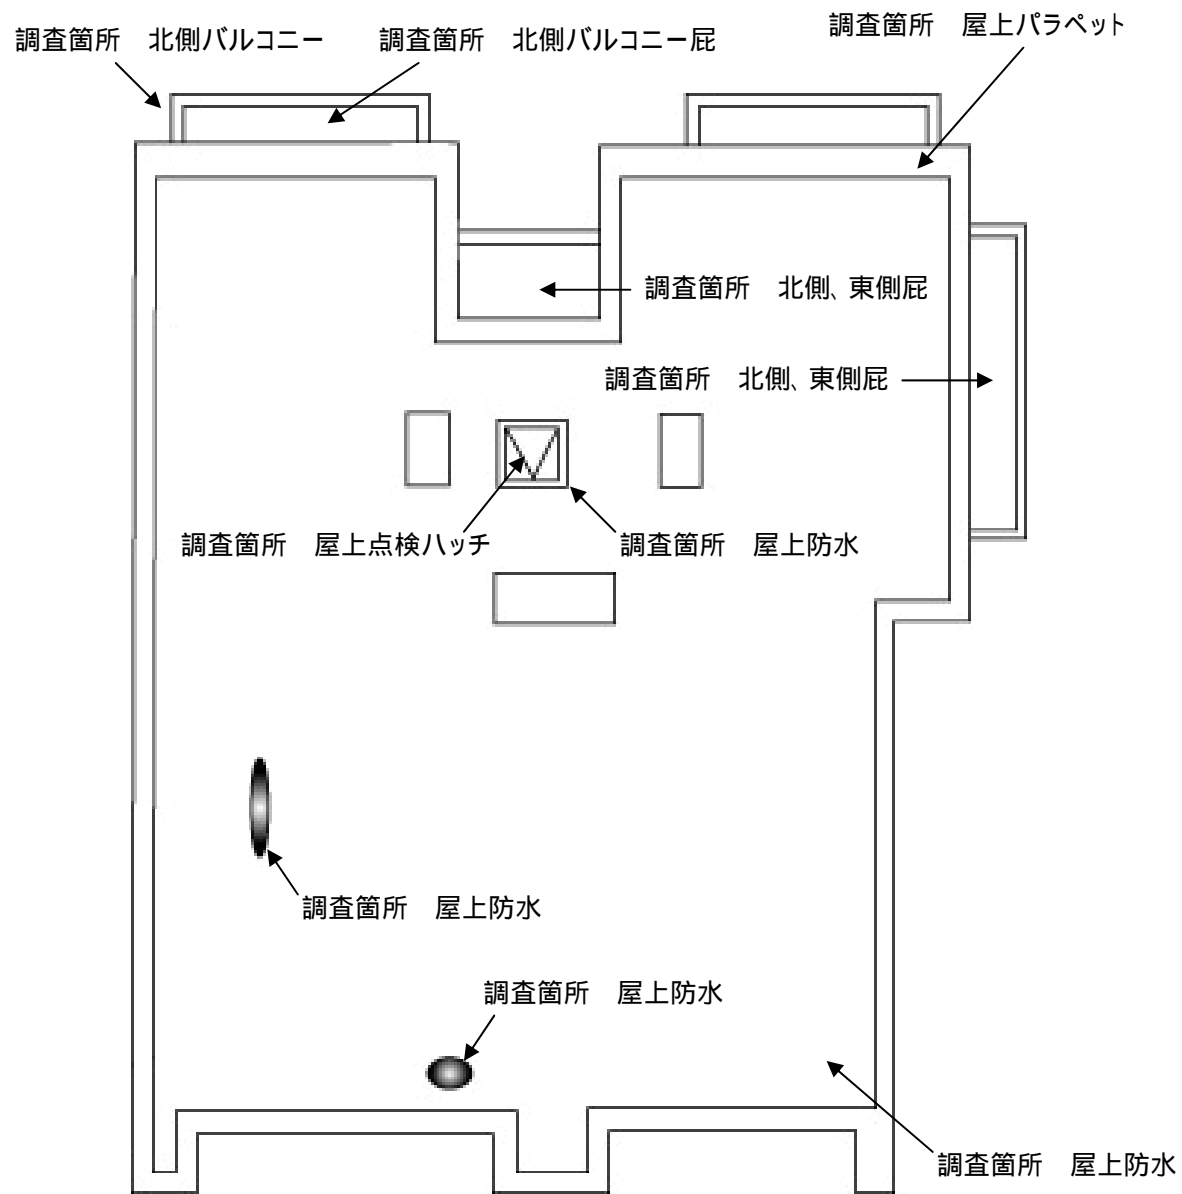 調査箇所　屋上パラペット
調査箇所　北側バルコニー
調査箇所　北側バルコニー庇
調査箇所　北側、東側庇
調査箇所　北側、東側庇
調査箇所　屋上点検ハッチ
調査箇所　屋上防水
調査箇所　屋上防水
調査箇所　屋上防水
調査箇所　屋上防水